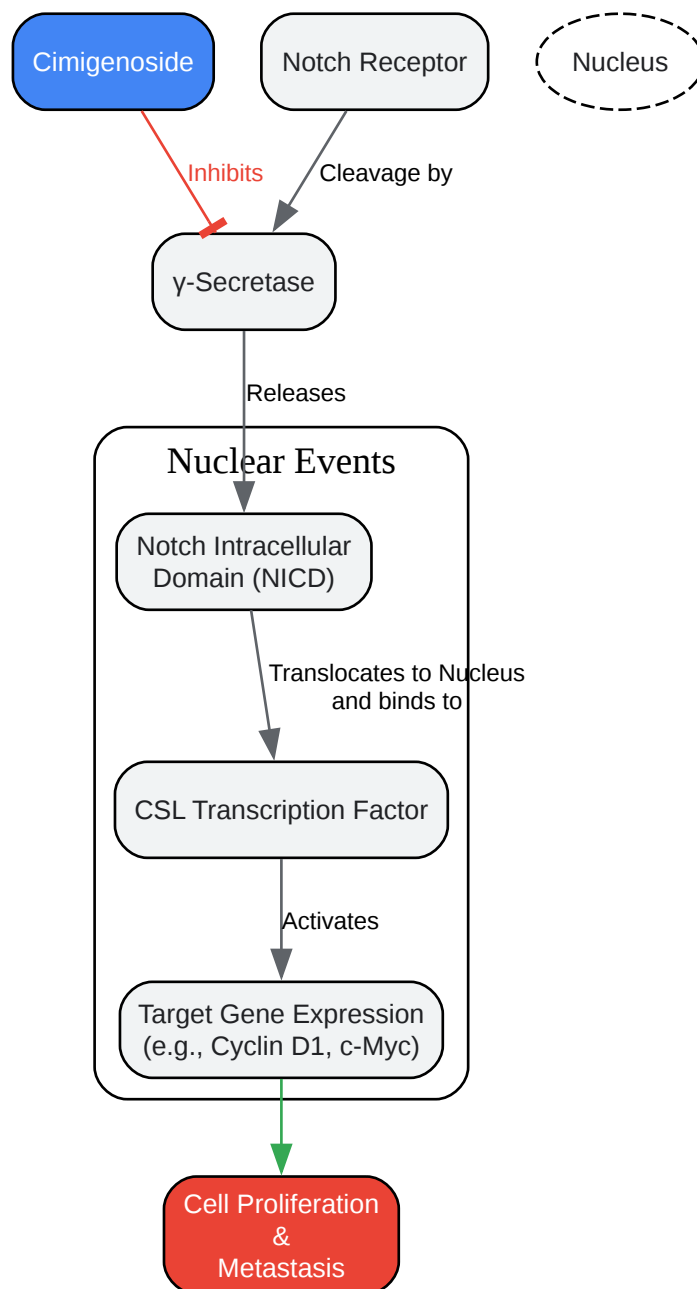 Cimigenoside
Notch Receptor
Nucleus
Inhibits
Cleavage by
γ-Secretase
Releases
Nuclear Events
Notch Intracellular
Domain (NICD)
Translocates to Nucleus
and binds to
CSL Transcription Factor
Activates
Target Gene Expression
(e.g., Cyclin D1, c-Myc)
Cell Proliferation
&
Metastasis